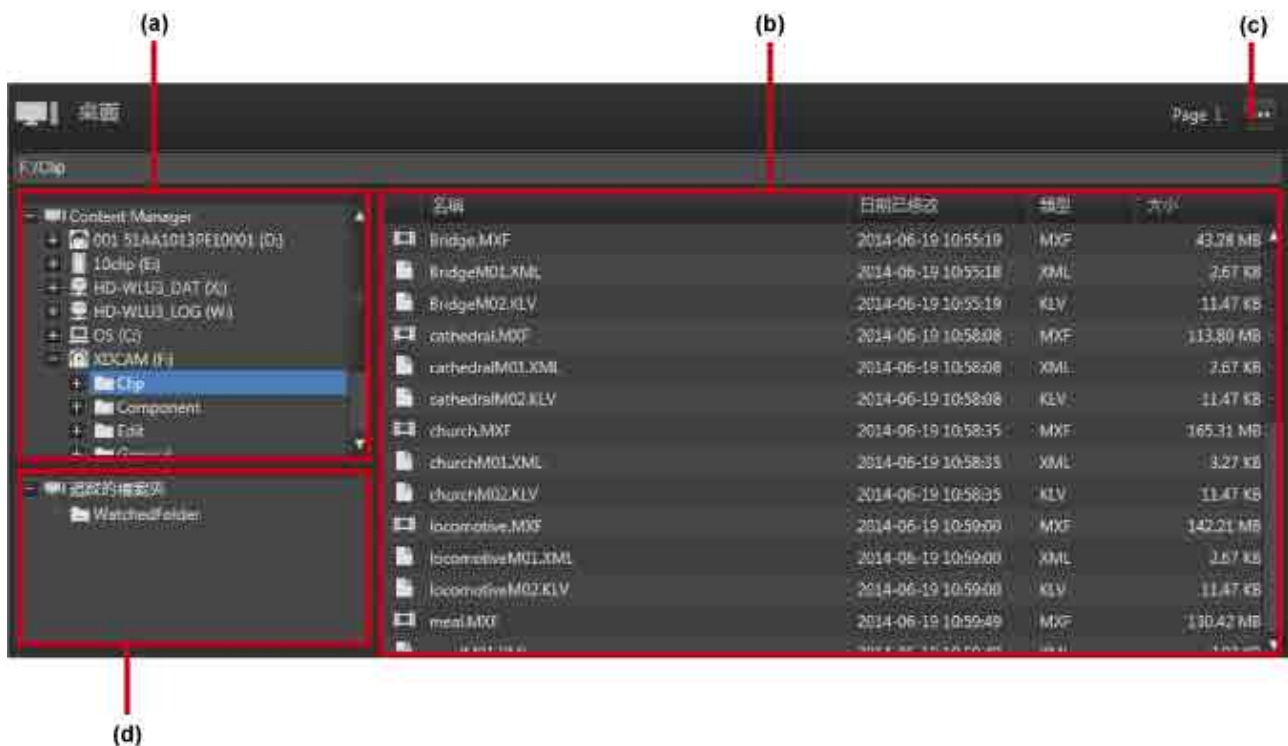 (a)
(b)
(c)
桌面
Page 1
F:/Clip
Content Manager
001 51AA1013PE10001 (D:)
10clip (E:)
HD-WLU3_DAT (X:)
HD-WLU3_LOG (W:)
OS (C:)
XDCAM (F:)
Clip
Component
Edit
General
追蹤的檔案夾
WatchedFolder
名稱 日期已修改 類型 大小
Bridge.MXF 2014-06-19 10:55:19 MXF 43.28 MB
BridgeM01.XML 2014-06-19 10:55:18 XML 2.67 KB
BridgeM02.KLV 2014-06-19 10:55:19 KLV 11.47 KB
cathedral.MXF 2014-06-19 10:58:08 MXF 113.80 MB
cathedralM01.XML 2014-06-19 10:58:08 XML 2.67 KB
cathedralM02.KLV 2014-06-19 10:58:08 KLV 11.47 KB
church.MXF 2014-06-19 10:58:35 MXF 165.31 MB
churchM01.XML 2014-06-19 10:58:35 XML 3.27 KB
churchM02.KLV 2014-06-19 10:58:35 KLV 11.47 KB
locomotive.MXF 2014-06-19 10:59:00 MXF 142.21 MB
locomotiveM01.XML 2014-06-19 10:59:00 XML 2.67 KB
locomotiveM02.KLV 2014-06-19 10:59:00 KLV 11.47 KB
meal.MXF 2014-06-19 10:59:49 MXF 130.42 MB
(d)